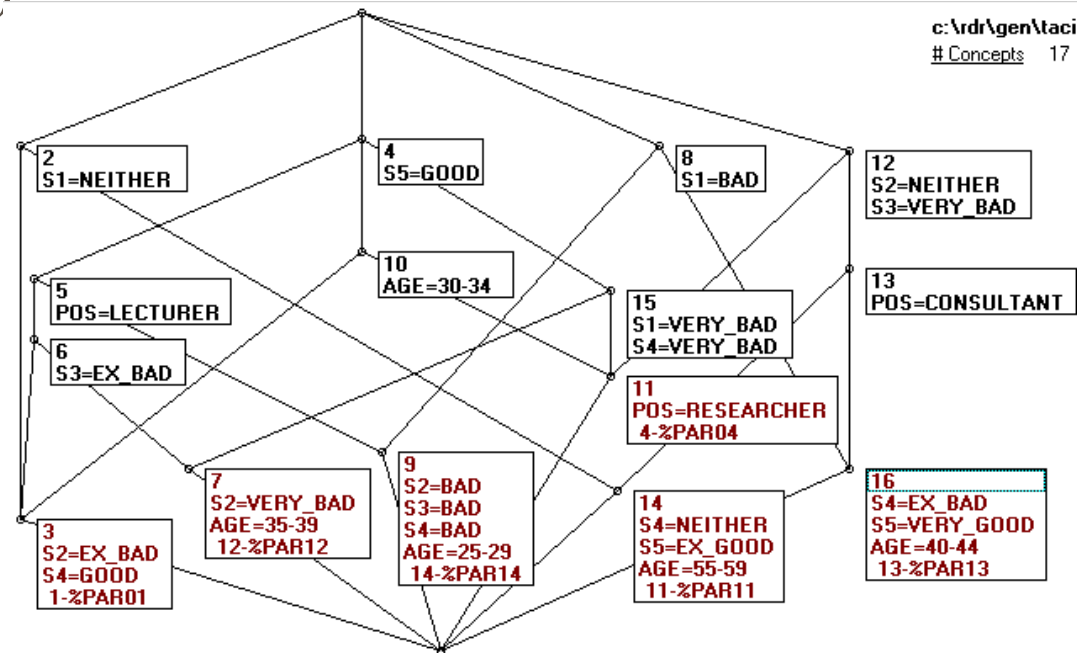 c:\rdr\gen\taci
# Concepts 17
2
S1=NEITHER
4
S5=GOOD
8
S1=BAD
12
S2=NEITHER
S3=VERY_BAD
10
AGE=30-34
13
POS=CONSULTANT
5
POS=LECTURER
15
S1=VERY_BAD
S4=VERY_BAD
6
S3=EX_BAD
11
POS=RESEARCHER
4-%PAR04
9
S2=BAD
S3=BAD
S4=BAD
AGE=25-29
14-%PAR14
7
S2=VERY_BAD
AGE=35-39
12-%PAR12
14
S4=NEITHER
S5=EX_GOOD
AGE=55-59
11-%PAR11
16
S4=EX_BAD
S5=VERY_GOOD
AGE=40-44
13-%PAR13
3
S2=EX_BAD
S4=GOOD
1-%PAR01